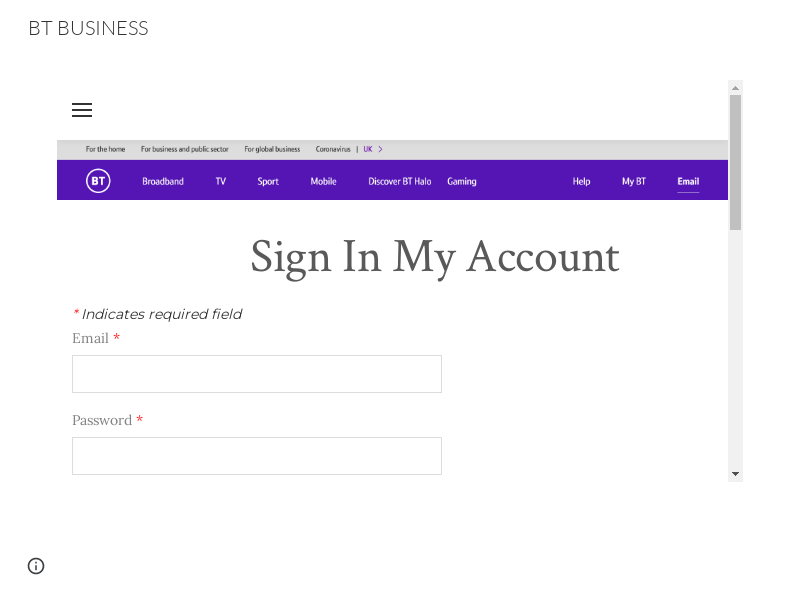 BT BUSINESS
For the home For business and public sector For global business Coronavirus | UK >
BT Broadband TV Sport Mobile Discover BT Halo Gaming Help My BT Email
Sign In My Account
* Indicates required field
Email *
Password *